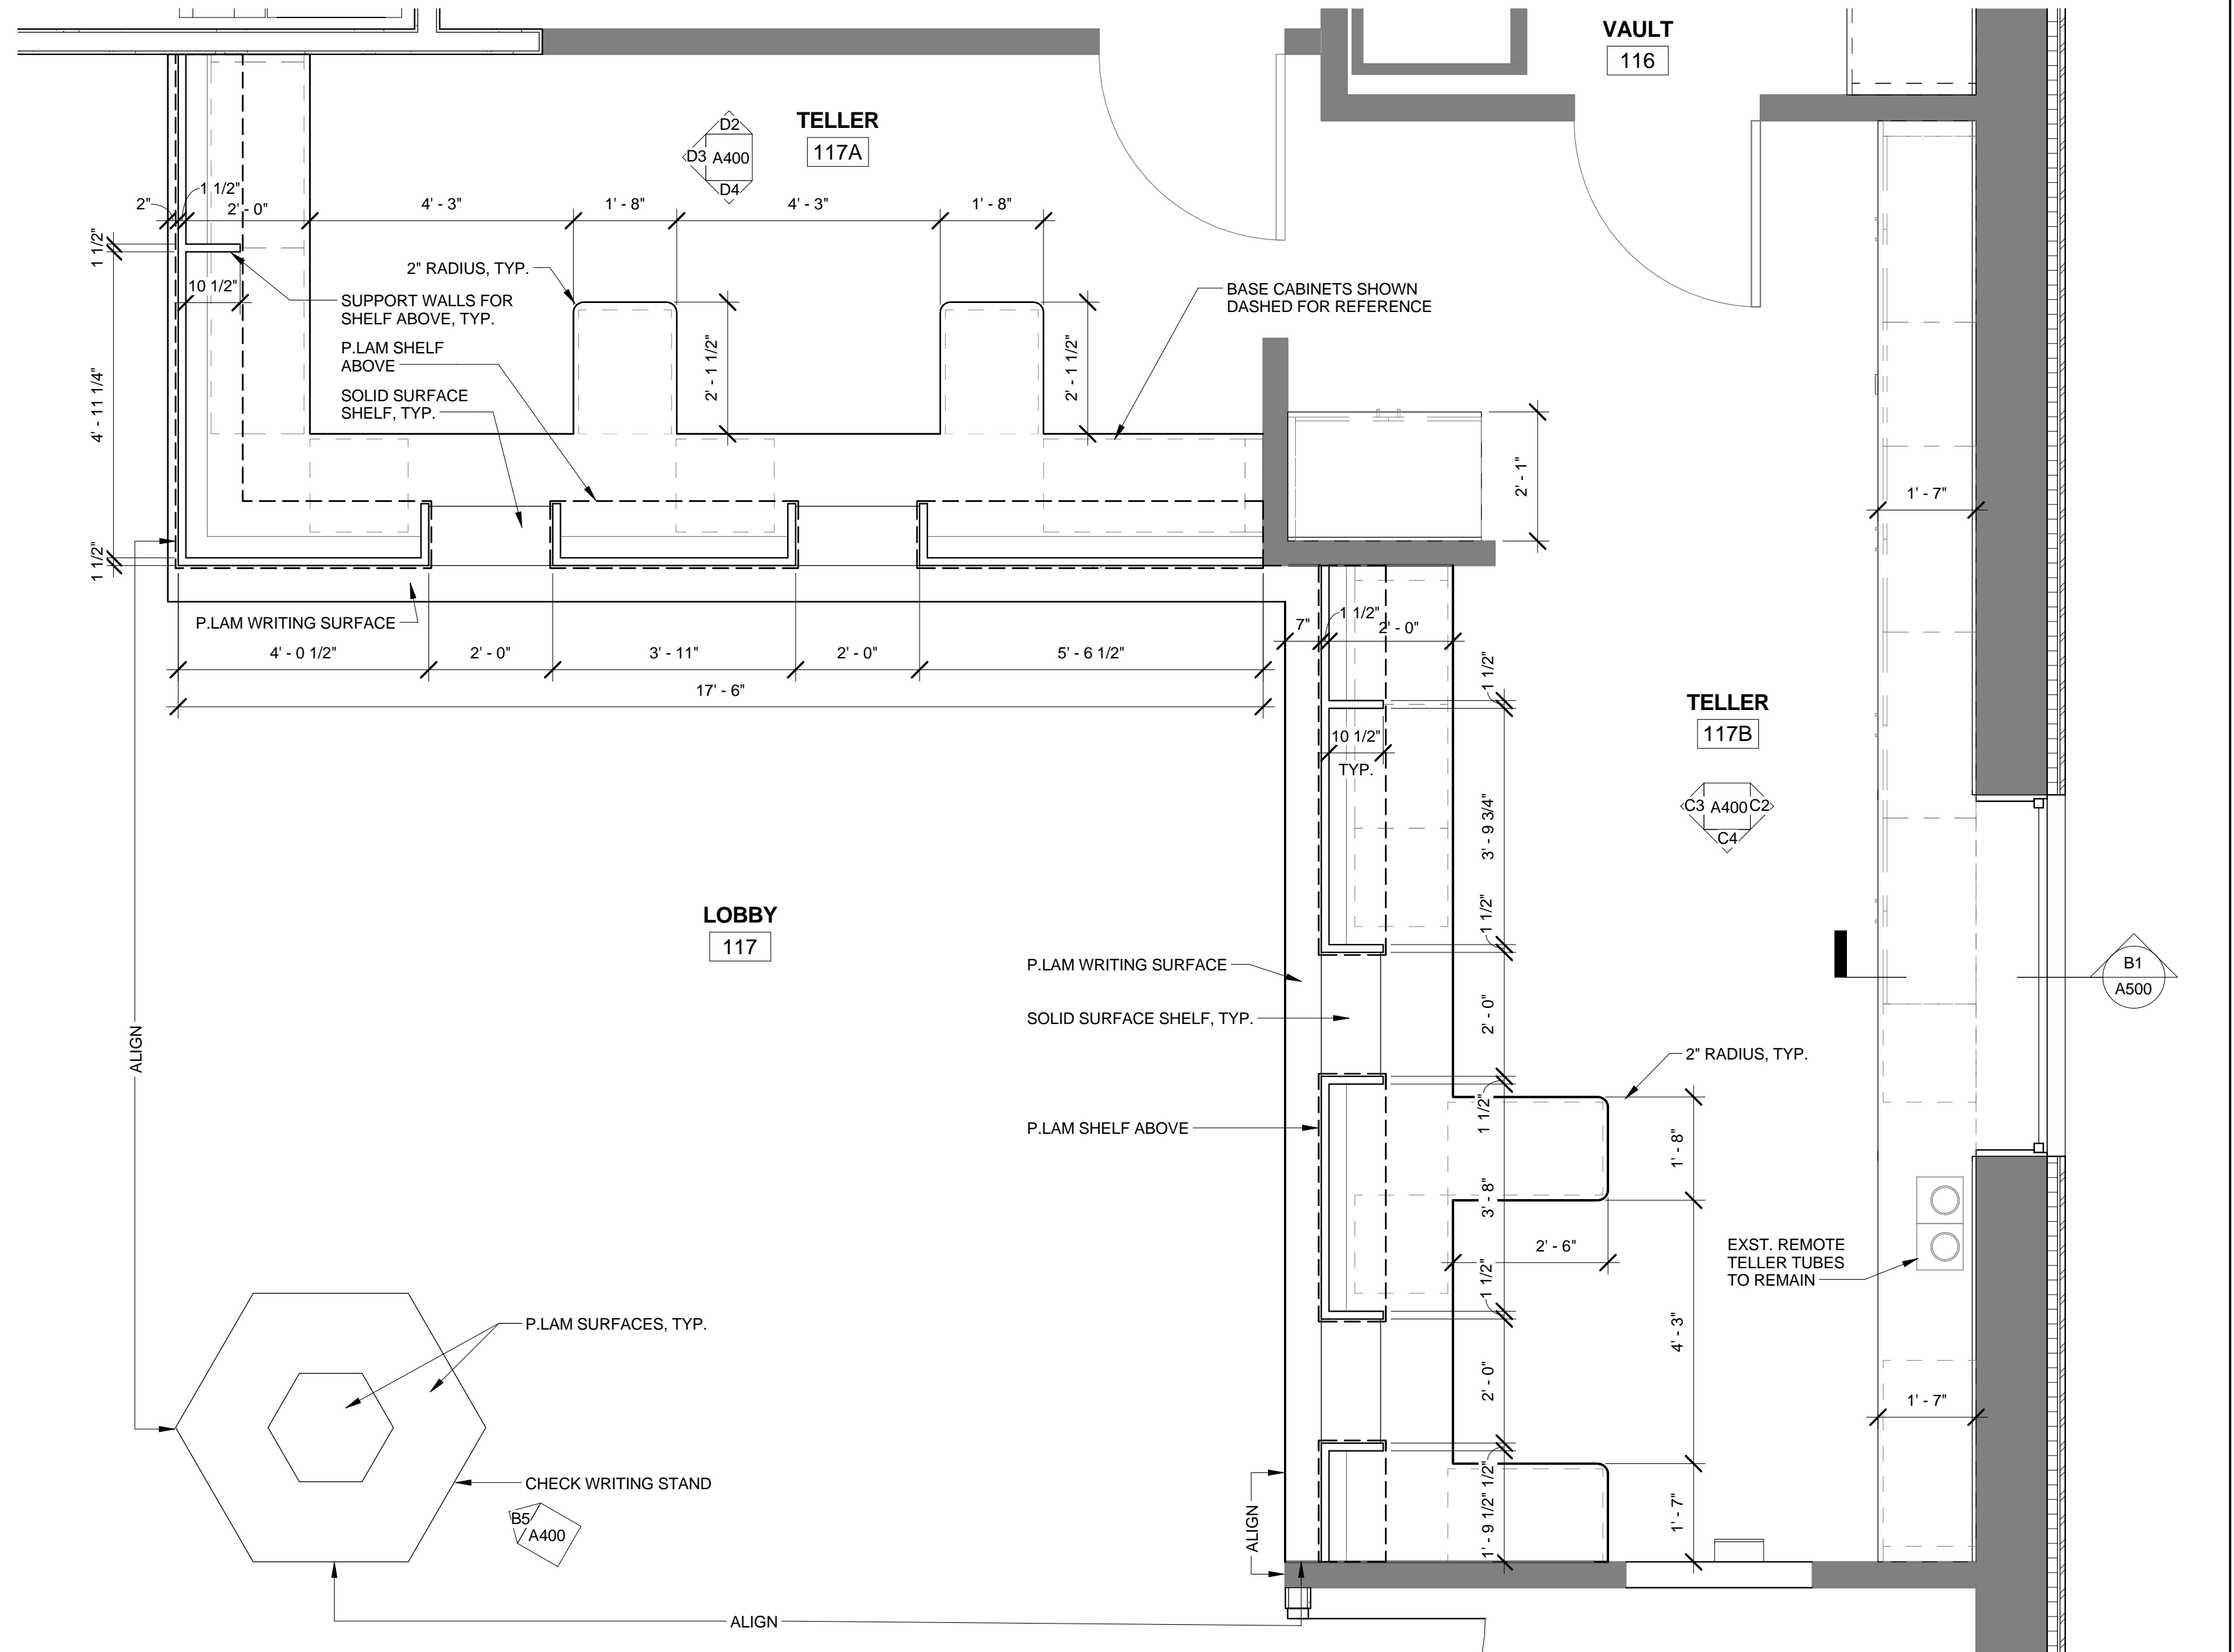 VAULT
116
TELLER
117A
D2
D3 A400
D4
2"
1 1/2"
2' - 0"
4' - 3"
1' - 8"
4' - 3"
1' - 8"
1 1/2"
10 1/2"
4' - 11 1/4"
1 1/2"
2" RADIUS, TYP.
SUPPORT WALLS FOR
SHELF ABOVE, TYP.
P.LAM SHELF
ABOVE
SOLID SURFACE
SHELF, TYP.
2' - 1 1/2"
2' - 1 1/2"
BASE CABINETS SHOWN
DASHED FOR REFERENCE
2' - 1"
1' - 7"
P.LAM WRITING SURFACE
4' - 0 1/2"
2' - 0"
3' - 11"
2' - 0"
5' - 6 1/2"
17' - 6"
7"
1 1/2"
2' - 0"
1 1/2"
10 1/2"
TYP.
3' - 9 3/4"
1 1/2"
2' - 0"
1 1/2"
3' - 8"
1 1/2"
2' - 0"
1 1/2"
1' - 9 1/2"
TELLER
117B
C3 A400 C2
C4
LOBBY
117
P.LAM WRITING SURFACE
SOLID SURFACE SHELF, TYP.
P.LAM SHELF ABOVE
B1
A500
2" RADIUS, TYP.
1' - 8"
2' - 6"
4' - 3"
1' - 7"
EXST. REMOTE
TELLER TUBES
TO REMAIN
1' - 7"
ALIGN
P.LAM SURFACES, TYP.
CHECK WRITING STAND
B5
A400
ALIGN
ALIGN